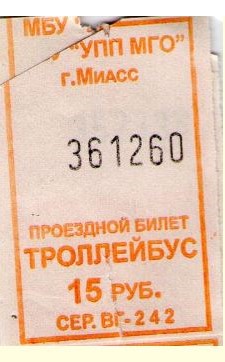 МБУ
"УПП МГО"
г.Миасс
361260
ПРОЕЗДНОЙ БИЛЕТ
ТРОЛЛЕЙБУС
15 РУБ.
СЕР. ВГ-242